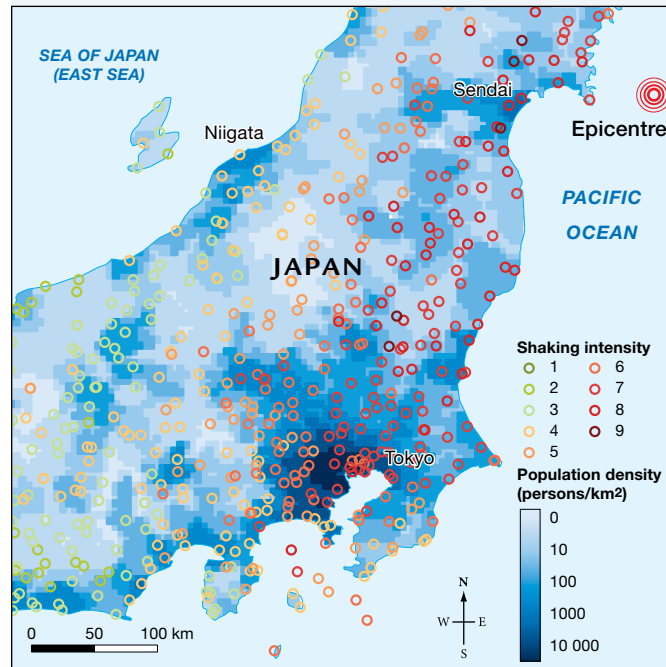 SEA OF JAPAN
(EAST SEA)
Sendai
Niigata
Epicentre
PACIFIC
OCEAN
JAPAN
Shaking intensity
1
2
3
4
5
6
7
8
9
Tokyo
Population density
(persons/km2)
0
10
100
1000
10 000
N
W E
S
0 50 100 km